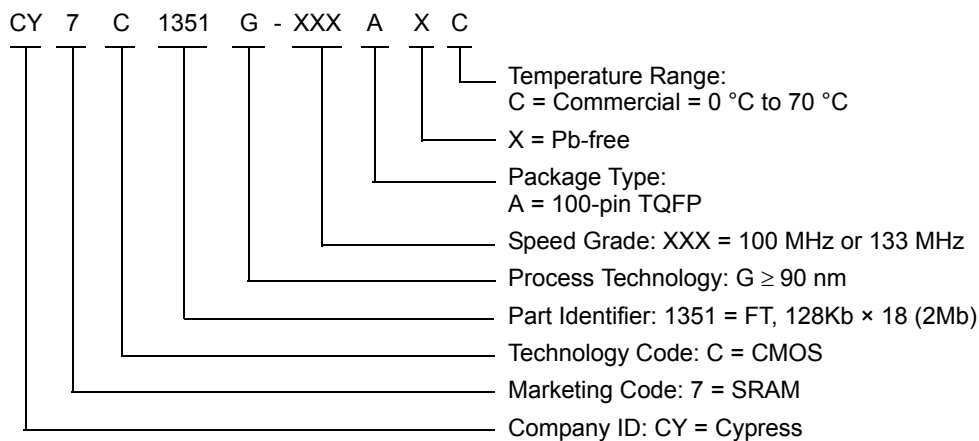 CY 7 C 1351 G - XXX A X C
Temperature Range:
C = Commercial = 0 °C to 70 °C
X = Pb-free
Package Type:
A = 100-pin TQFP
Speed Grade: XXX = 100 MHz or 133 MHz
Process Technology: G ≥ 90 nm
Part Identifier: 1351 = FT, 128Kb × 18 (2Mb)
Technology Code: C = CMOS
Marketing Code: 7 = SRAM
Company ID: CY = Cypress